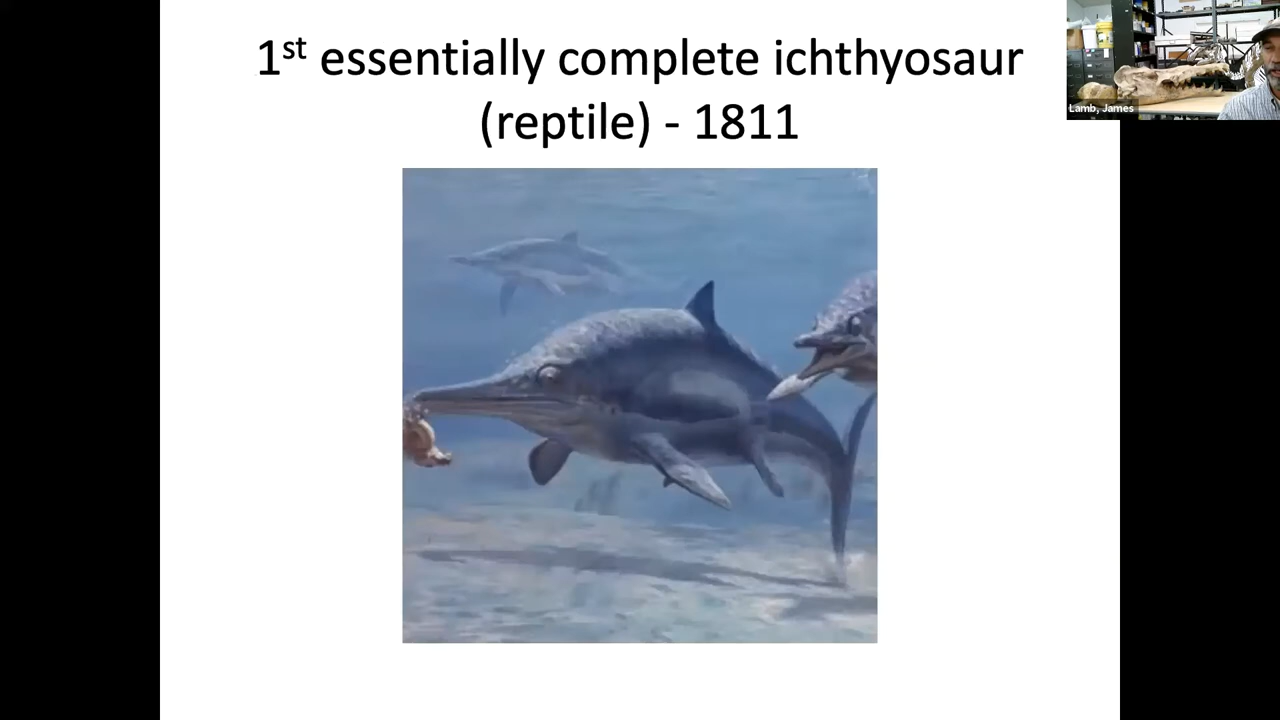 1st essentially complete ichthyosaur
(reptile) - 1811
Lamb, James